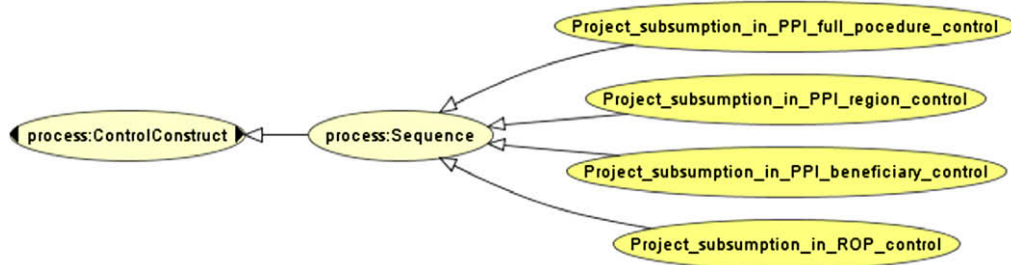 Project_subsumption_in_PPI_full_pocedure_control
Project_subsumption_in_PPI_region_control
process:ControlConstruct
process:Sequence
Project_subsumption_in_PPI_beneficiary_control
Project_subsumption_in_ROP_control